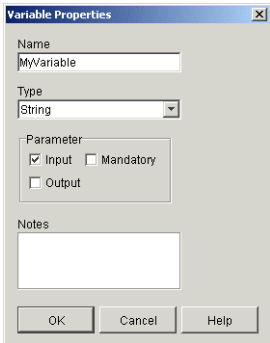 Variable Properties
Name
MyVariable
Type
String
Parameter
Input Mandatory
Output
Notes
OK Cancel Help